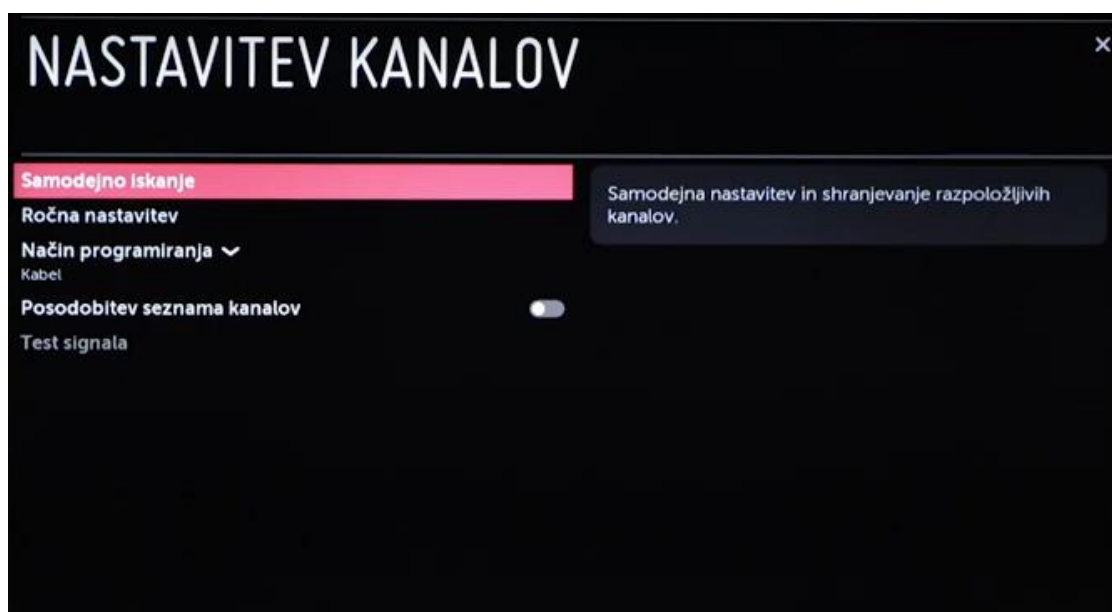 NASTAVITEV KANALOV
Samodejno iskanje
Ročna nastavitev
Način programiranja
Kabel
Posodobitev seznama kanalov
Test signala
Samodejna nastavitev in shranjevanje razpoložljivih
kanalov.